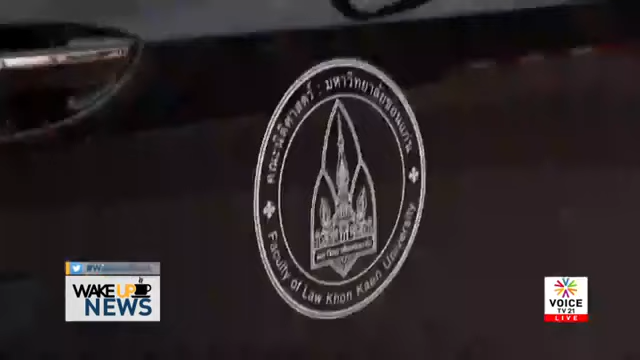 คณะนิติศาสตร์ : มหาวิทยาลัยขอนแก่น
Faculty of Law Khon Kaen University
WAKE UP
NEWS
VOICE
TV 21
LIVE